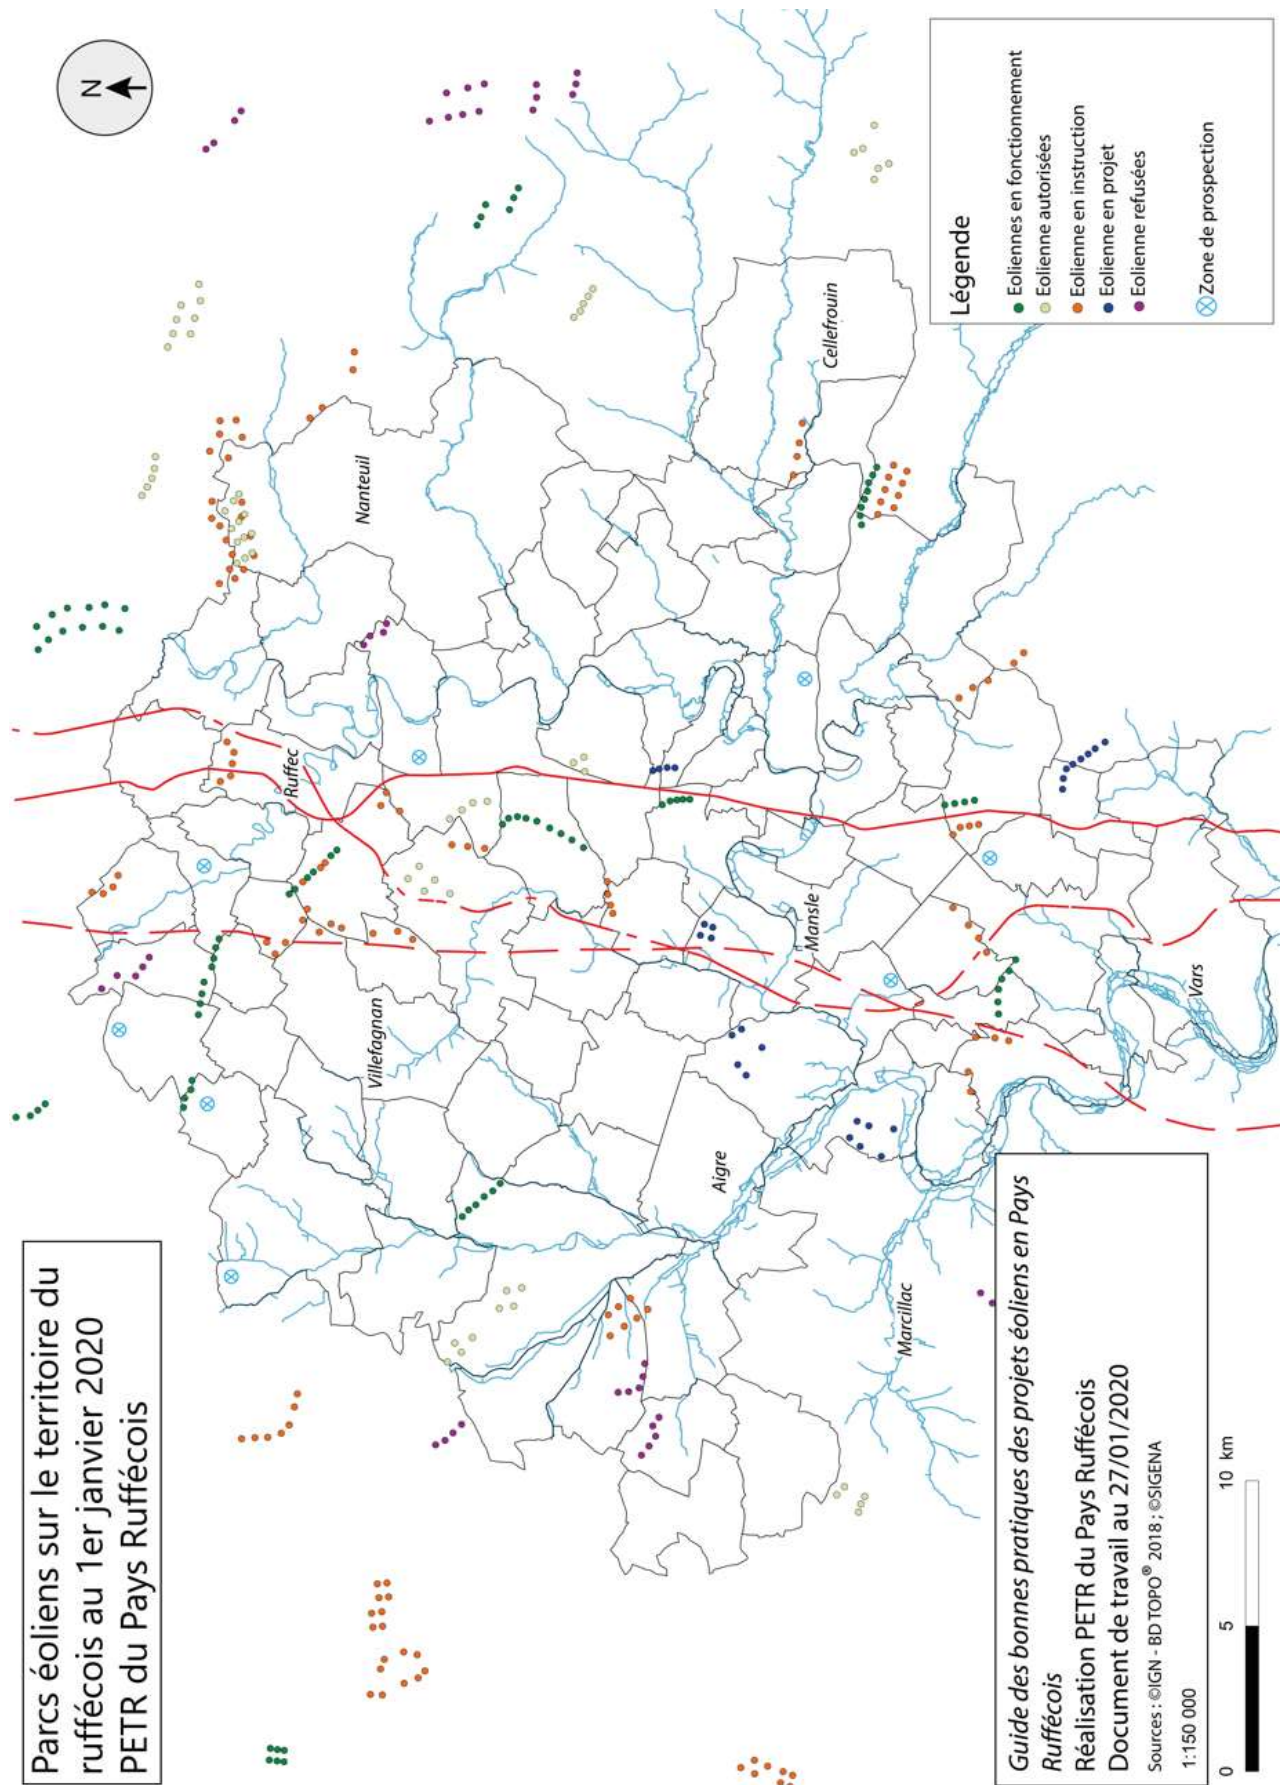 Parcs éoliens sur le territoire du
ruffécois au 1er janvier 2020
PETR du Pays Ruffécois
N
Ruffec
Nanteuil
Villefagnan
Aigre
Mansle
Cellefrouin
Marcillac
Vars
Légende
Eoliennes en fonctionnement
Eolienne autorisées
Eolienne en instruction
Eolienne en projet
Eolienne refusées
Zone de prospection
Guide des bonnes pratiques des projets éoliens en Pays
Ruffécois
Réalisation PETR du Pays Ruffécois
Document de travail au 27/01/2020
Sources : ©IGN - BD TOPO® 2018 ; ©SIGENA
1:150 000
0 5 10 km